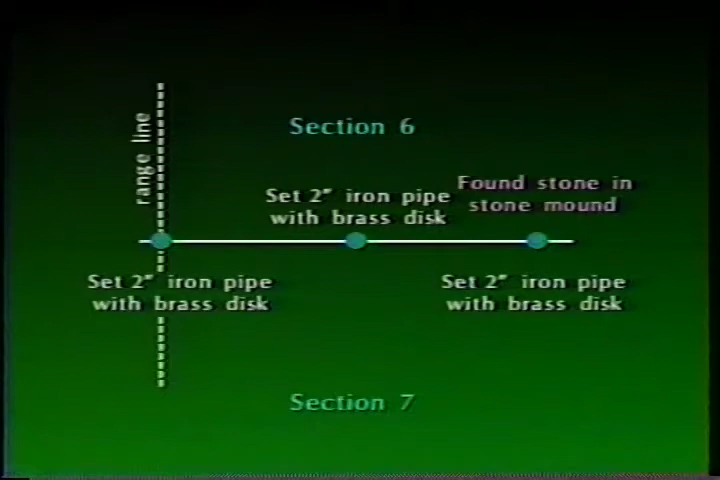 range line
Section 6
Set 2" iron pipe
with brass disk
Found stone in
stone mound
Set 2" iron pipe
with brass disk
Set 2" iron pipe
with brass disk
Section 7